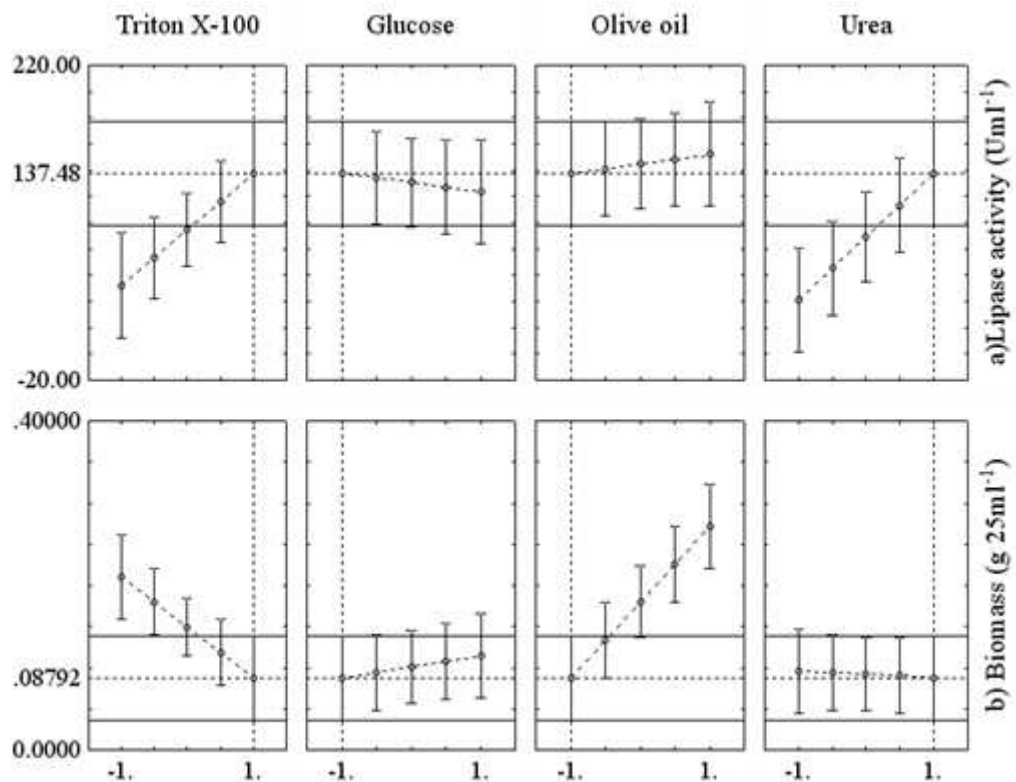 Triton X-100 Glucose Olive oil Urea
220.00
137.48
-20.00
a)Lipase activity (Uml⁻¹)
.40000
.08792
0.0000
b) Biomass (g 25ml⁻¹)
-1. 1. -1. 1. -1. 1. -1. 1.